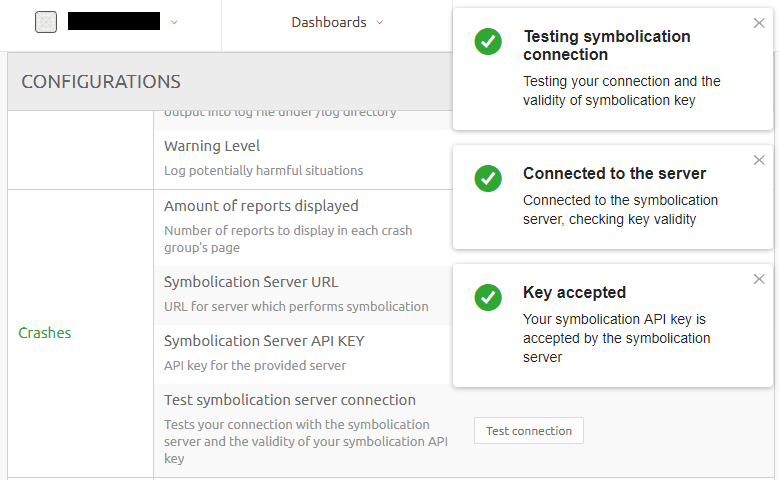 Dashboards
CONFIGURATIONS
output into log file under /log directory
Warning Level
Log potentially harmful situations
Crashes
Amount of reports displayed
Number of reports to display in each crash
group's page
Symbolication Server URL
URL for server which performs symbolication
Symbolication Server API KEY
API key for the provided server
Test symbolication server connection
Tests your connection with the symbolication
server and the validity of your symbolication API
key
Test connection
Testing symbolication
connection
Testing your connection and the
validity of symbolication key
Connected to the server
Connected to the symbolication
server, checking key validity
Key accepted
Your symbolication API key is
accepted by the symbolication
server